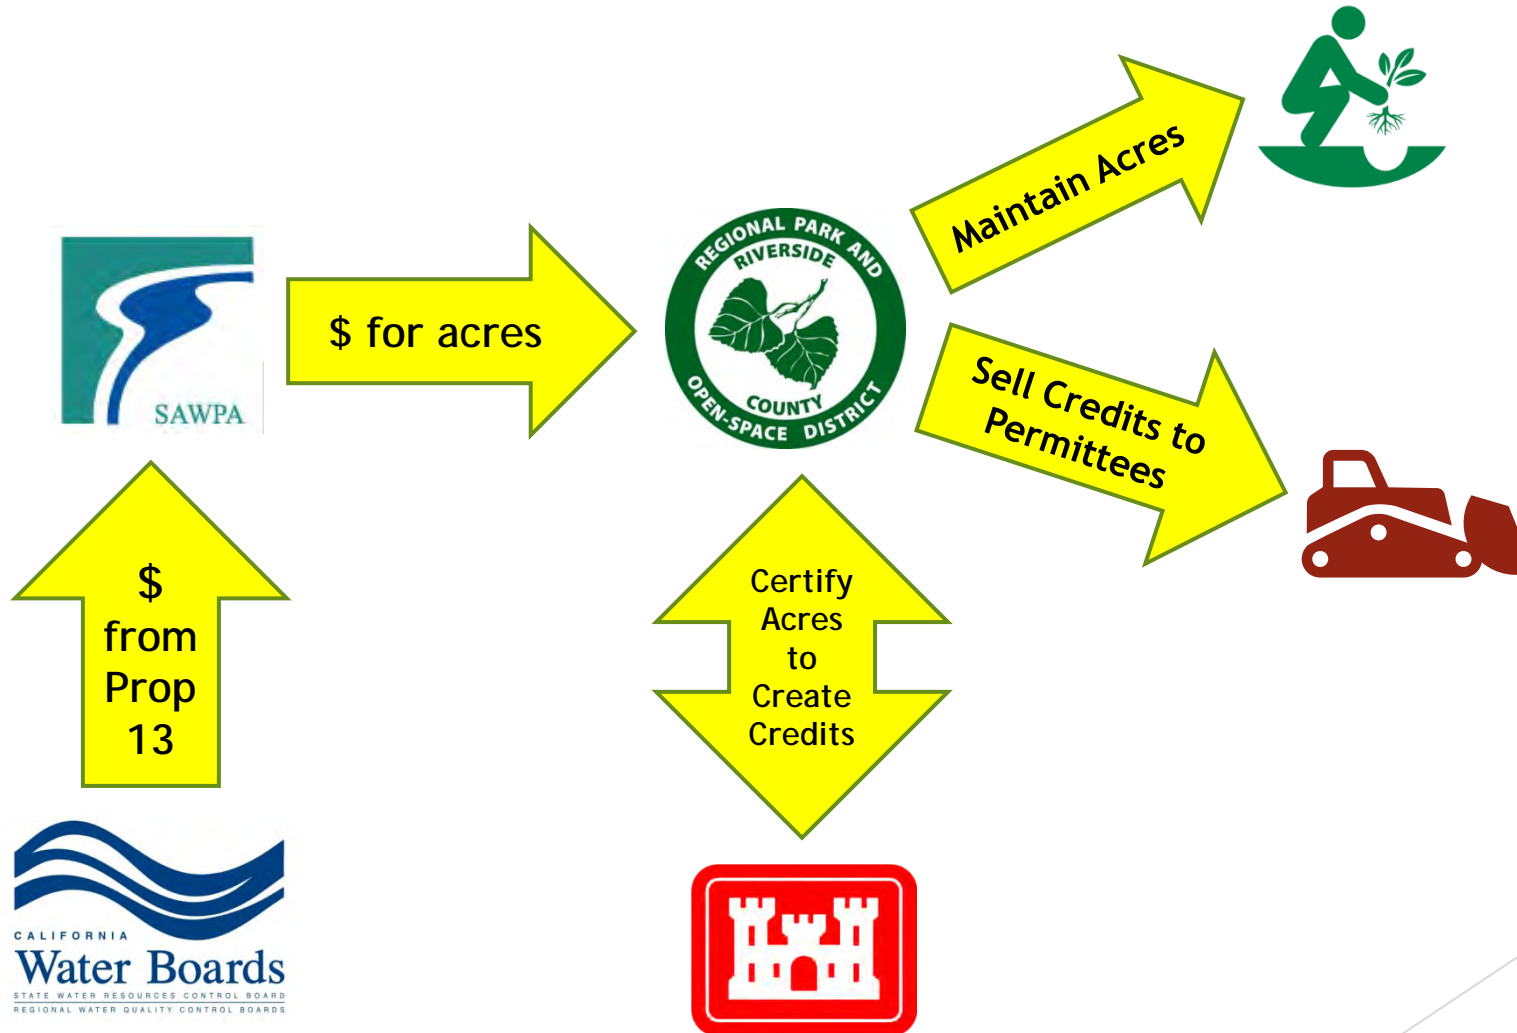 Maintain Acres
SAWPA
$ for acres
REGIONAL PARK AND
RIVERSIDE
COUNTY
OPEN-SPACE DISTRICT
Sell Credits to
Permittees
$
from
Prop
13
Certify
Acres
to
Create
Credits
CALIFORNIA
Water Boards
STATE WATER RESOURCES CONTROL BOARD
REGIONAL WATER QUALITY CONTROL BOARDS